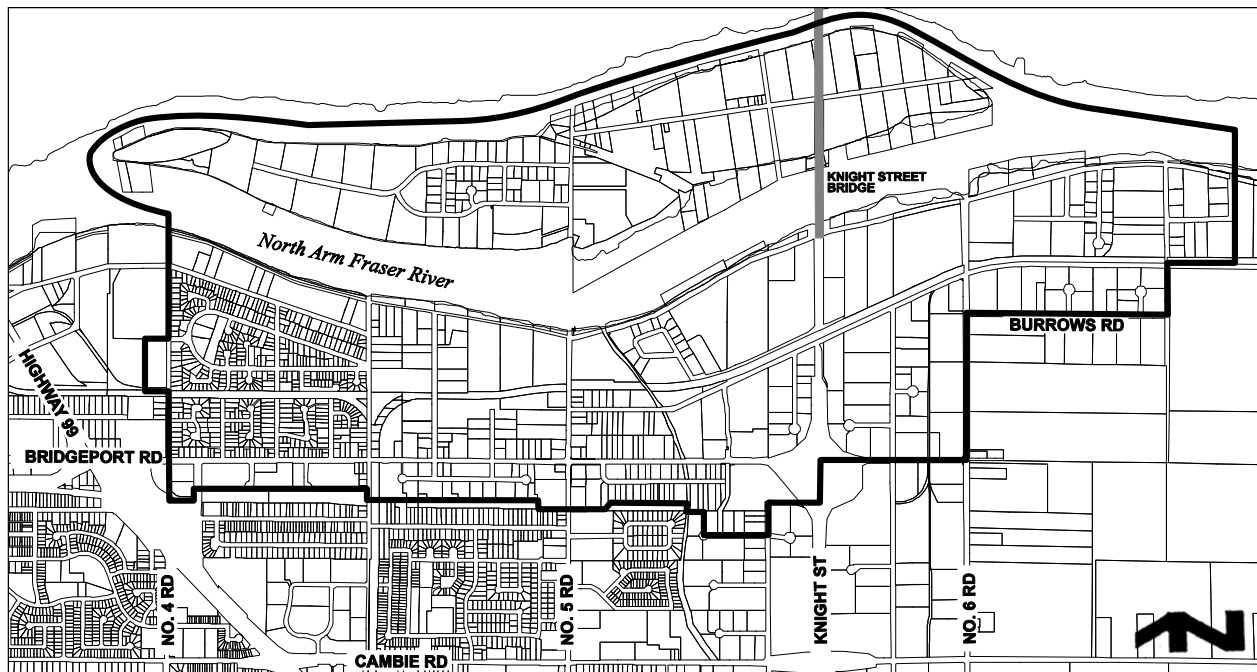 KNIGHT STREET
BRIDGE
North Arm Fraser River
BURROWS RD
HIGHWAY 99
BRIDGEPORT RD
NO. 4 RD
NO. 5 RD
KNIGHT ST
NO. 6 RD
CAMBIE RD